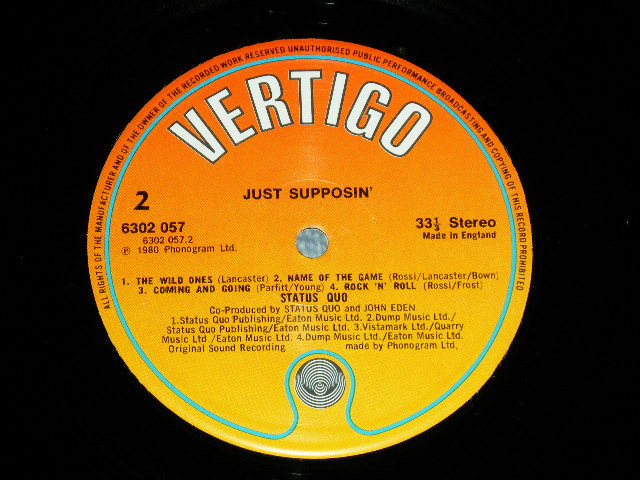 ALL RIGHTS OF THE MANUFACTURER AND OF THE OWNER OF THE RECORDED WORK RESERVED UNAUTHORISED PUBLIC PERFORMANCE BROADCASTING AND COPYING OF THIS RECORD PROHIBITED
VERTIGO
JUST SUPPOSIN'
2
6302 057
6302 057.2
℗ 1980 Phonogram Ltd.
33⅓ Stereo
Made in England
1. THE WILD ONES (Lancaster) 2. NAME OF THE GAME (Rossi/Lancaster/Bown)
3. COMING AND GOING (Parfitt/Young) 4. ROCK 'N' ROLL (Rossi/Frost)
STATUS QUO
Co-Produced by STATUS QUO and JOHN EDEN
1.Status Quo Publishing/Eaton Music Ltd. 2.Dump Music Ltd./
Status Quo Publishing/Eaton Music Ltd. 3.Vistamark Ltd./Quarry
Music Ltd./Eaton Music Ltd. 4.Dump Music Ltd./Eaton Music Ltd.
Original Sound Recording made by Phonogram Ltd.